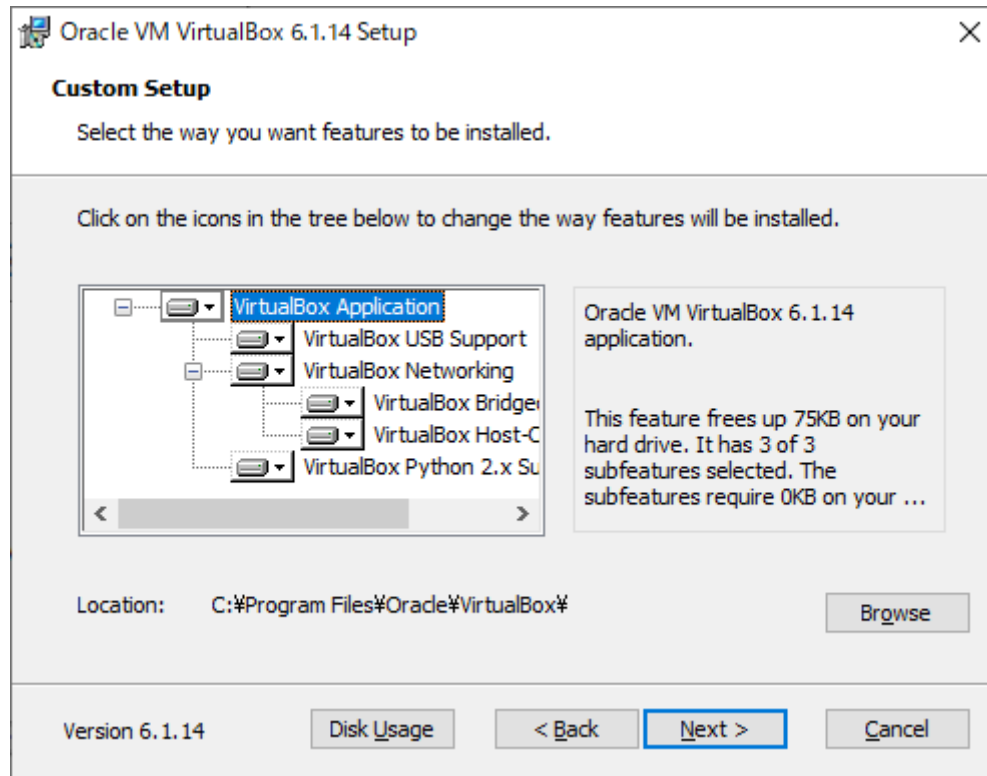 Oracle VM VirtualBox 6.1.14 Setup
Custom Setup
Select the way you want features to be installed.
Click on the icons in the tree below to change the way features will be installed.
VirtualBox Application
VirtualBox USB Support
VirtualBox Networking
VirtualBox Bridge
VirtualBox Host-C
VirtualBox Python 2.x Su
Oracle VM VirtualBox 6.1.14
application.
This feature frees up 75KB on your
hard drive. It has 3 of 3
subfeatures selected. The
subfeatures require 0KB on your ...
Location: C:¥Program Files¥Oracle¥VirtualBox¥
Browse
Version 6.1.14
Disk Usage
< Back
Next >
Cancel